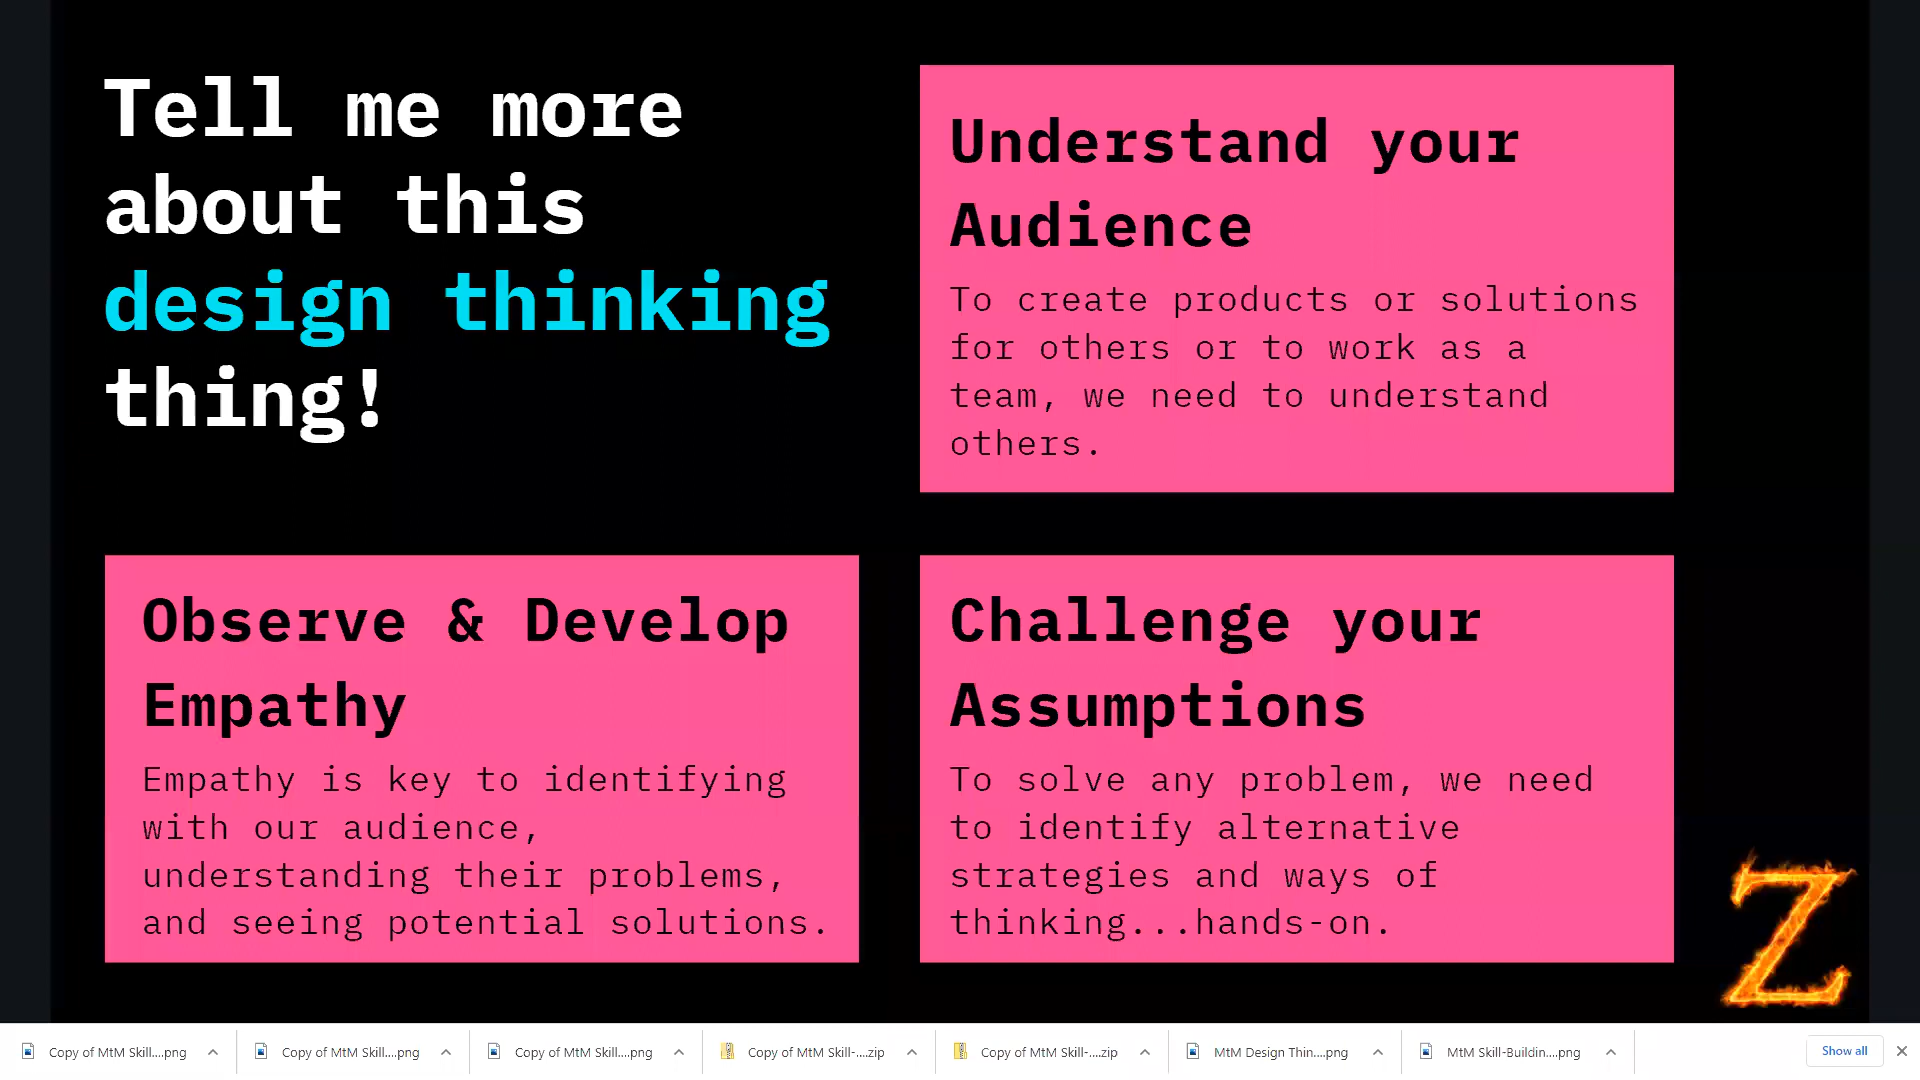 Tell me more
about this
design thinking
thing!
Understand your
Audience
To create products or solutions
for others or to work as a
team, we need to understand
others.
Observe & Develop
Empathy
Empathy is key to identifying
with our audience,
understanding their problems,
and seeing potential solutions.
Challenge your
Assumptions
To solve any problem, we need
to identify alternative
strategies and ways of
thinking...hands-on.
Z
Copy of MtM Skill....png
Copy of MtM Skill....png
Copy of MtM Skill....png
Copy of MtM Skill-....zip
Copy of MtM Skill-....zip
MtM Design Thin....png
MtM Skill-Buildin....png
Show all